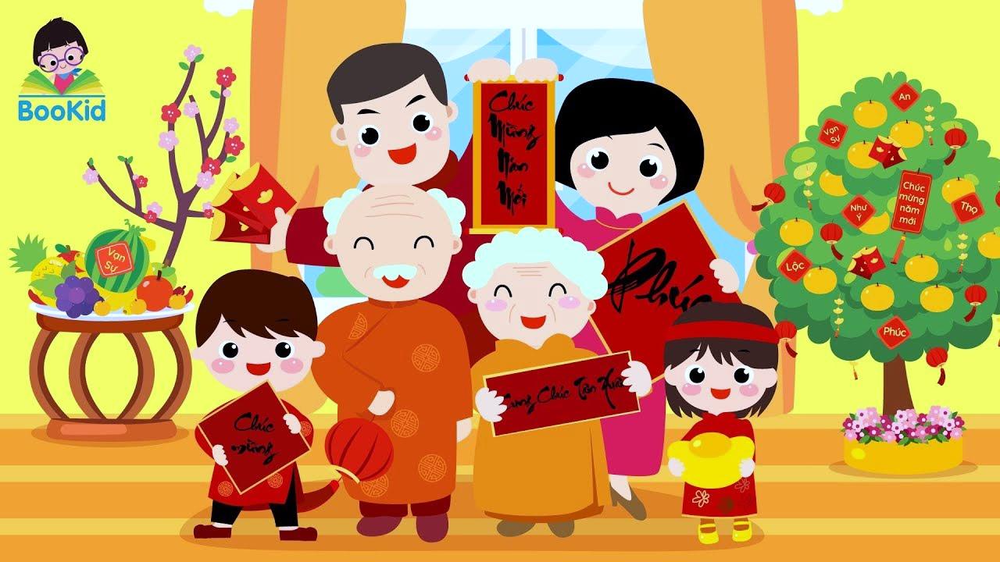 BooKid
Chúc
Mừng
Năm
Mới
Phúc
Cung Chúc Tân Xuân
Chúc
mừng
Vạn
Sự
An
Vạn
Sự
Chúc
mừng
năm
mới
Như
Ý
Thọ
Lộc
Phúc